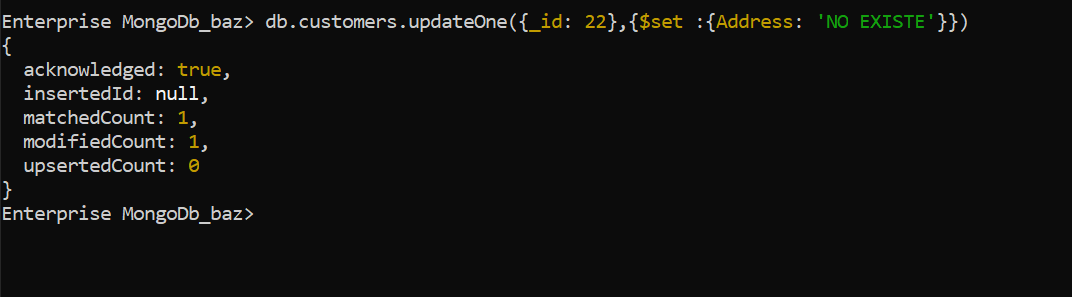 Enterprise MongoDb_baz> db.customers.updateOne({_id: 22},{$set :{Address: 'NO EXISTE'}})
{
  acknowledged: true,
  insertedId: null,
  matchedCount: 1,
  modifiedCount: 1,
  upsertedCount: 0
}
Enterprise MongoDb_baz>